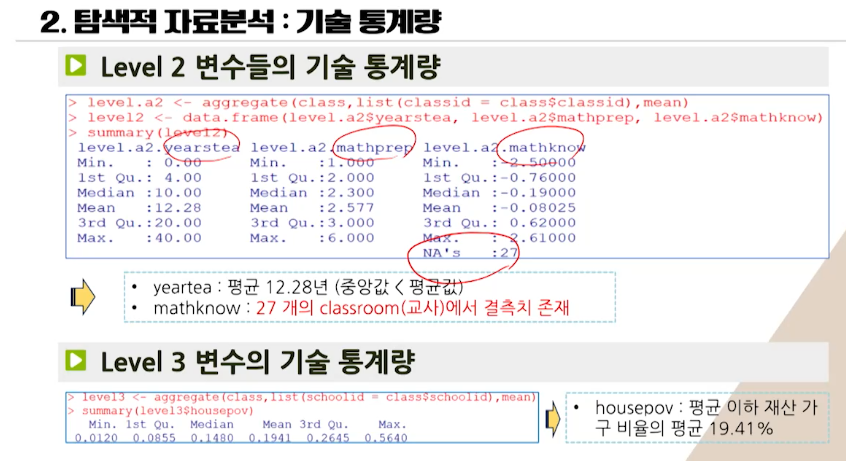 2. 탐색적 자료분석 : 기술 통계량
Level 2 변수들의 기술 통계량
> level.a2 <- aggregate(class,list(classid = class$classid),mean)
> level2 <- data.frame(level.a2$yearstea, level.a2$mathprep, level.a2$mathknow)
> summary(level2)
level.a2.yearstea level.a2.mathprep level.a2.mathknow
Min.   : 0.00 Min.   :1.000 Min.   :-2.50000
1st Qu.: 4.00 1st Qu.:2.000 1st Qu.:-0.76000
Median :10.00 Median :2.300 Median :-0.19000
Mean   :12.28 Mean   :2.577 Mean   :-0.08025
3rd Qu.:20.00 3rd Qu.:3.000 3rd Qu.: 0.62000
Max.   :40.00 Max.   :6.000 Max.   : 2.61000
NA's   :27
• yeartea : 평균 12.28년 (중앙값 < 평균값)
• mathknow : 27 개의 classroom(교사)에서 결측치 존재
Level 3 변수의 기술 통계량
> level3 <- aggregate(class,list(schoolid = class$schoolid),mean)
> summary(level3$housepov)
Min. 1st Qu. Median Mean 3rd Qu. Max.
0.0120 0.0855 0.1480 0.1941 0.2645 0.5640
• housepov : 평균 이하 재산 가
구 비율의 평균 19.41%